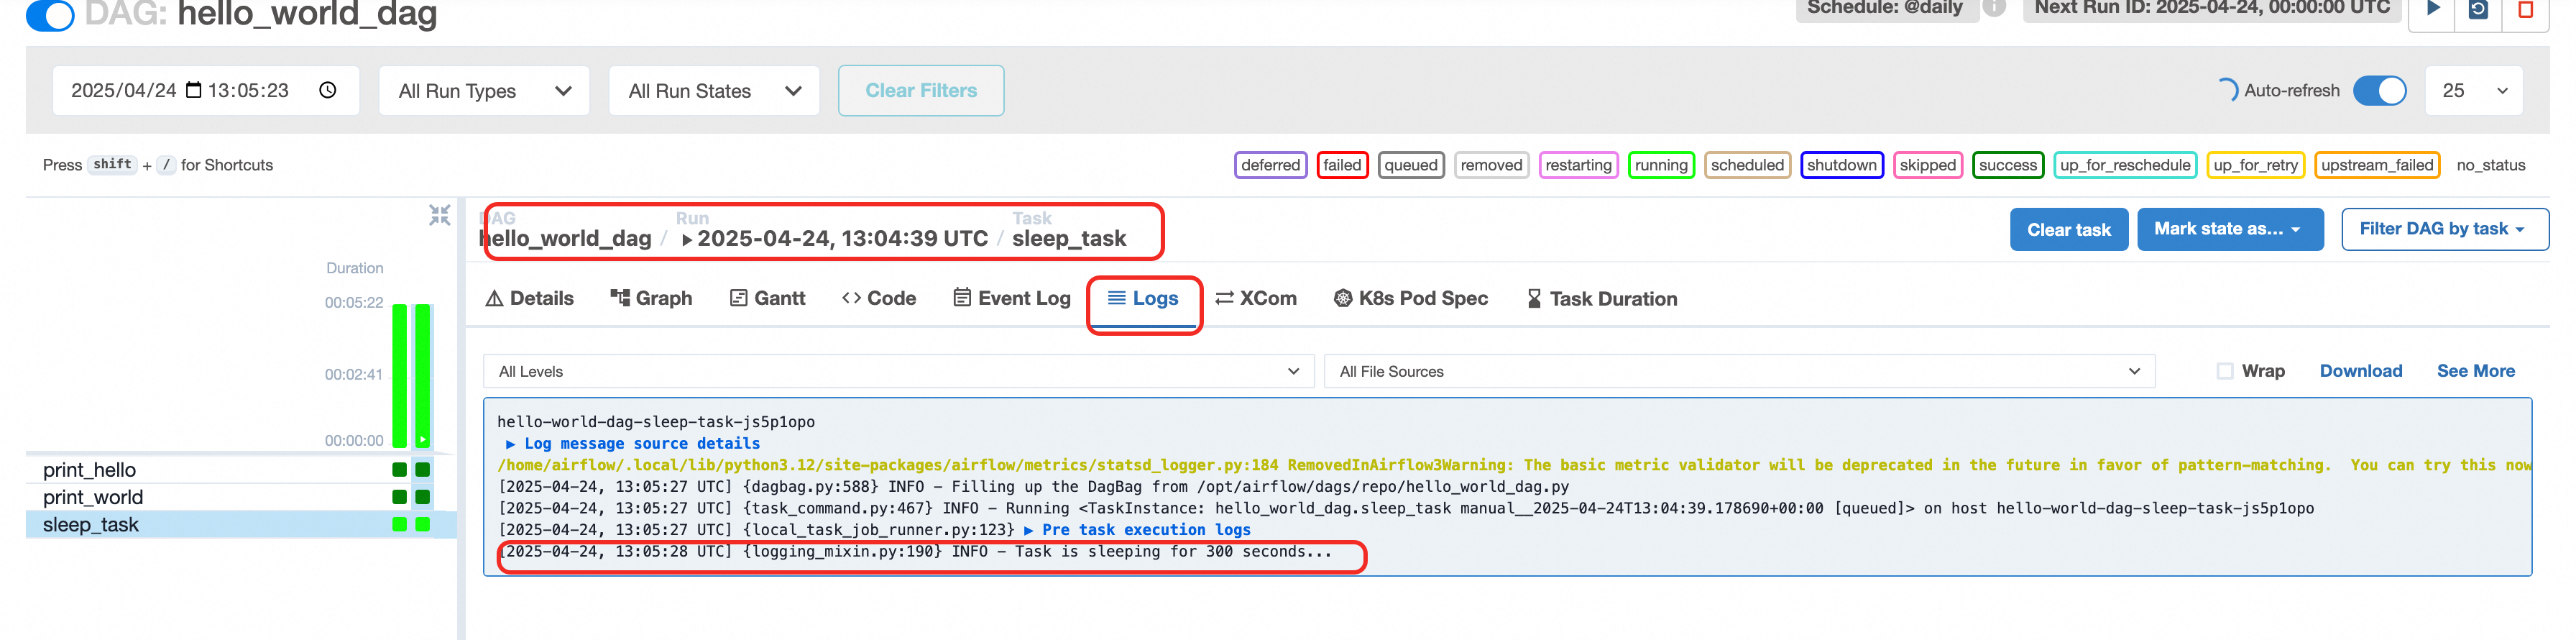 DAG: hello_world_dag
Schedule: @daily
Next Run ID: 2025-04-24, 00:00:00 UTC
2025/04/24 13:05:23
All Run Types
All Run States
Clear Filters
Auto-refresh
25
Press shift + / for Shortcuts
deferred failed queued removed restarting running scheduled shutdown skipped success up_for_reschedule up_for_retry upstream_failed no_status
DAG Run Task
hello_world_dag / 2025-04-24, 13:04:39 UTC / sleep_task
Clear task
Mark state as...
Filter DAG by task
Duration
00:05:22
00:02:41
00:00:00
print_hello
print_world
sleep_task
Details Graph Gantt Code Event Log Logs XCom K8s Pod Spec Task Duration
All Levels
All File Sources
Wrap
Download
See More
hello-world-dag-sleep-task-js5p1opo
▶ Log message source details
/home/airflow/.local/lib/python3.12/site-packages/airflow/metrics/statsd_logger.py:184 RemovedInAirflow3Warning: The basic metric validator will be deprecated in the future in favor of pattern-matching.  You can try this now
[2025-04-24, 13:05:27 UTC] {dagbag.py:588} INFO - Filling up the DagBag from /opt/airflow/dags/repo/hello_world_dag.py
[2025-04-24, 13:05:27 UTC] {task_command.py:467} INFO - Running <TaskInstance: hello_world_dag.sleep_task manual__2025-04-24T13:04:39.178690+00:00 [queued]> on host hello-world-dag-sleep-task-js5p1opo
[2025-04-24, 13:05:27 UTC] {local_task_job_runner.py:123} ▶ Pre task execution logs
[2025-04-24, 13:05:28 UTC] {logging_mixin.py:190} INFO - Task is sleeping for 300 seconds...